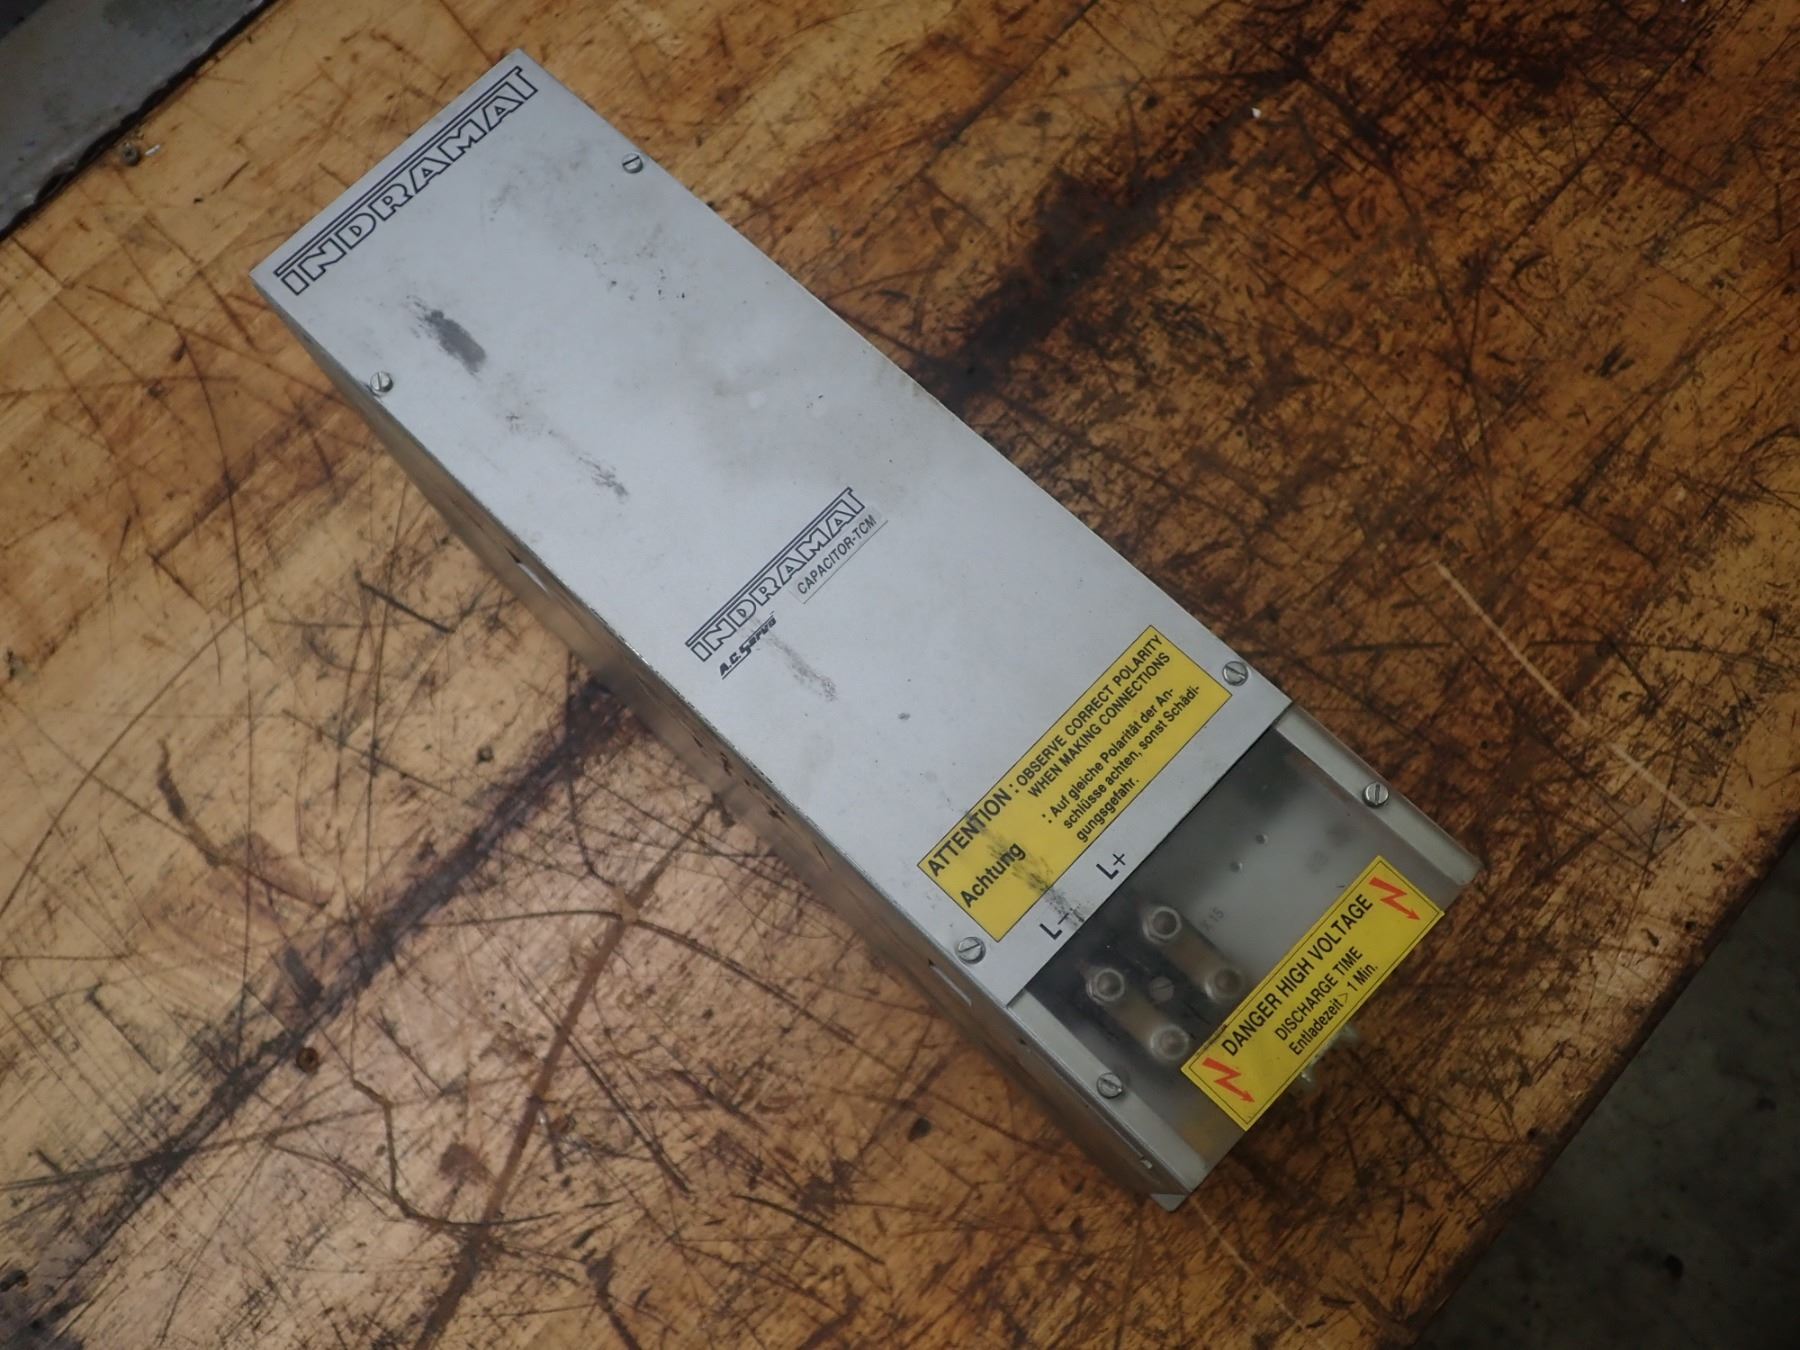 INDRAMAT
INDRAMAT
A.C. Servo
CAPACITOR-TCM
ATTENTION : OBSERVE CORRECT POLARITY
WHEN MAKING CONNECTIONS
Achtung : Auf gleiche Polarität der An-
schlüsse achten, sonst Schädi-
gungsgefahr.
L- L+
DANGER HIGH VOLTAGE
DISCHARGE TIME
Entladezeit > 1 Min.